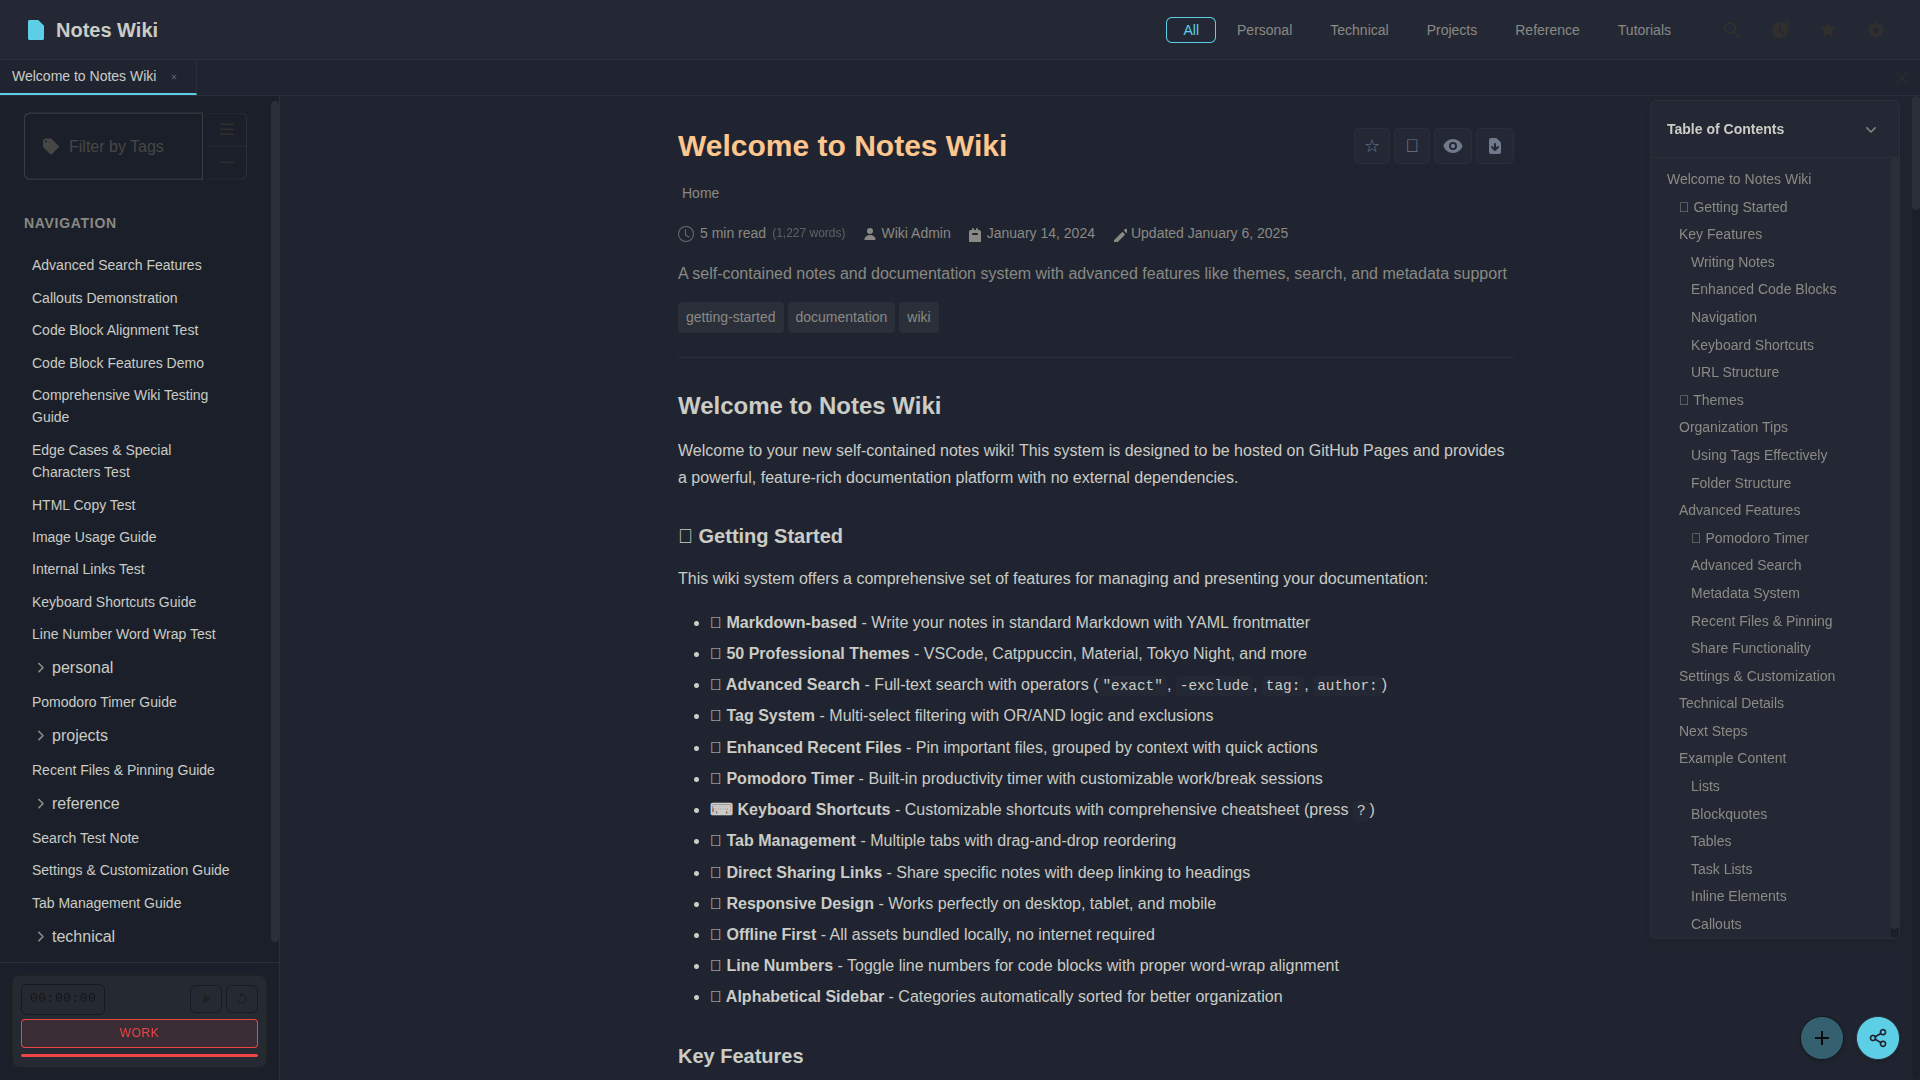 Notes Wiki
All
Personal
Technical
Projects
Reference
Tutorials
Welcome to Notes Wiki ×
Filter by Tags
NAVIGATION
Advanced Search Features
Callouts Demonstration
Code Block Alignment Test
Code Block Features Demo
Comprehensive Wiki Testing
Guide
Edge Cases & Special
Characters Test
HTML Copy Test
Image Usage Guide
Internal Links Test
Keyboard Shortcuts Guide
Line Number Word Wrap Test
personal
Pomodoro Timer Guide
projects
Recent Files & Pinning Guide
reference
Search Test Note
Settings & Customization Guide
Tab Management Guide
technical
00:00:00
WORK
Welcome to Notes Wiki
Home
5 min read (1,227 words) Wiki Admin January 14, 2024 Updated January 6, 2025
A self-contained notes and documentation system with advanced features like themes, search, and metadata support
getting-started documentation wiki
Welcome to Notes Wiki
Welcome to your new self-contained notes wiki! This system is designed to be hosted on GitHub Pages and provides
a powerful, feature-rich documentation platform with no external dependencies.
Getting Started
This wiki system offers a comprehensive set of features for managing and presenting your documentation:
• Markdown-based - Write your notes in standard Markdown with YAML frontmatter
• 50 Professional Themes - VSCode, Catppuccin, Material, Tokyo Night, and more
• Advanced Search - Full-text search with operators ( "exact" , -exclude , tag: , author: )
• Tag System - Multi-select filtering with OR/AND logic and exclusions
• Enhanced Recent Files - Pin important files, grouped by context with quick actions
• Pomodoro Timer - Built-in productivity timer with customizable work/break sessions
• ⌨ Keyboard Shortcuts - Customizable shortcuts with comprehensive cheatsheet (press ? )
• Tab Management - Multiple tabs with drag-and-drop reordering
• Direct Sharing Links - Share specific notes with deep linking to headings
• Responsive Design - Works perfectly on desktop, tablet, and mobile
• Offline First - All assets bundled locally, no internet required
• Line Numbers - Toggle line numbers for code blocks with proper word-wrap alignment
• Alphabetical Sidebar - Categories automatically sorted for better organization
Key Features
Table of Contents
Welcome to Notes Wiki
Getting Started
Key Features
Writing Notes
Enhanced Code Blocks
Navigation
Keyboard Shortcuts
URL Structure
Themes
Organization Tips
Using Tags Effectively
Folder Structure
Advanced Features
Pomodoro Timer
Advanced Search
Metadata System
Recent Files & Pinning
Share Functionality
Settings & Customization
Technical Details
Next Steps
Example Content
Lists
Blockquotes
Tables
Task Lists
Inline Elements
Callouts